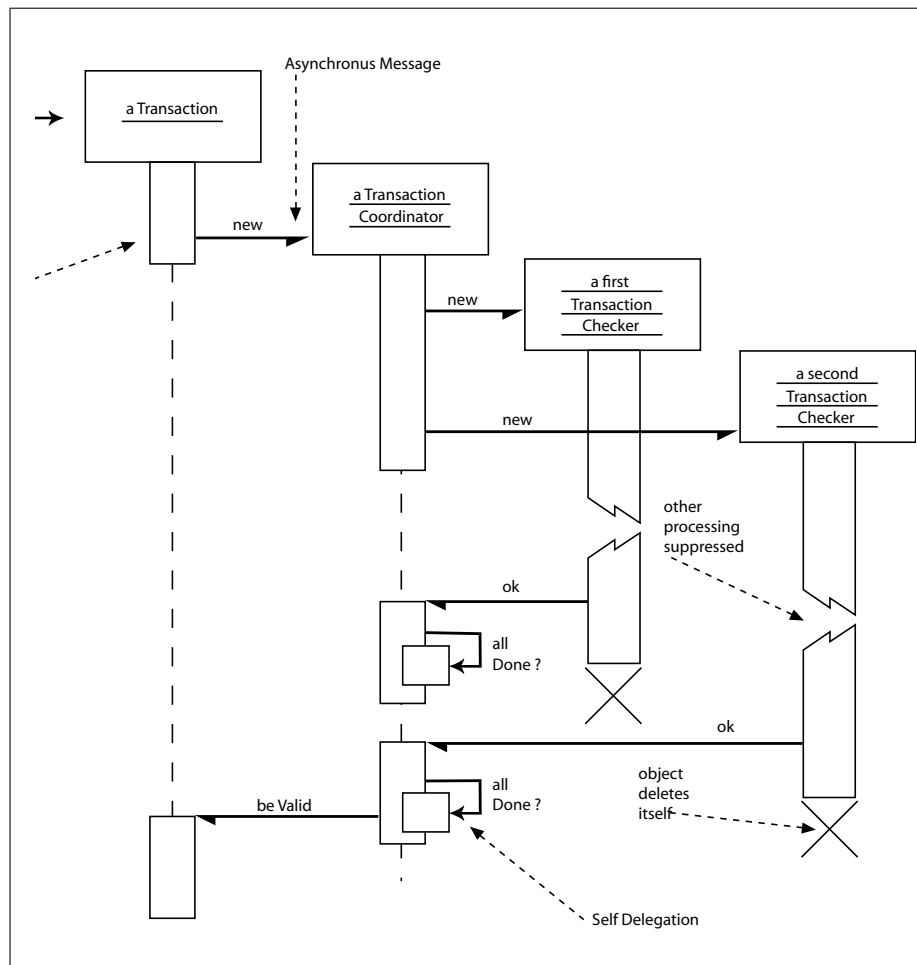 Asynchronus Message
a Transaction
new
a Transaction
Coordinator
new
a first
Transaction
Checker
new
a second
Transaction
Checker
other
processing
suppressed
ok
all
Done ?
ok
all
Done ?
be Valid
object
deletes
itself
Self Delegation